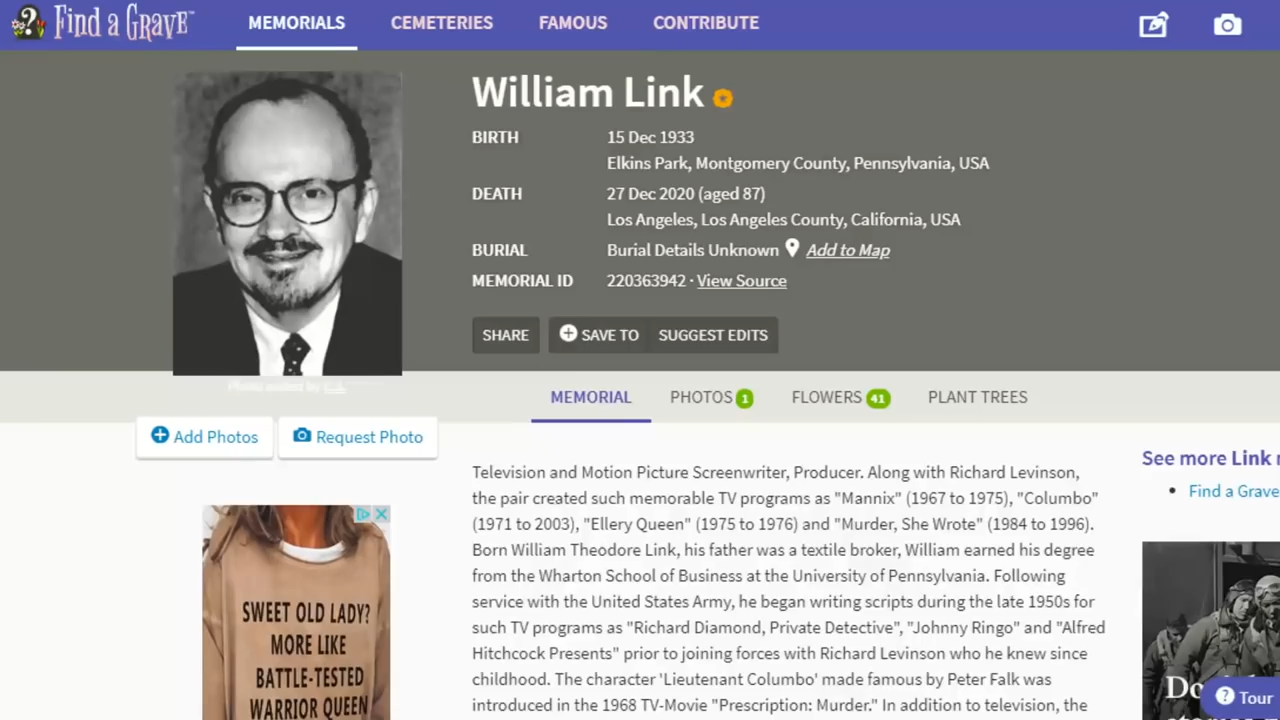 Find a Grave™
MEMORIALS
CEMETERIES
FAMOUS
CONTRIBUTE
William Link
BIRTH
15 Dec 1933
Elkins Park, Montgomery County, Pennsylvania, USA
DEATH
27 Dec 2020 (aged 87)
Los Angeles, Los Angeles County, California, USA
BURIAL
Burial Details Unknown Add to Map
MEMORIAL ID
220363942 · View Source
SHARE
SAVE TO
SUGGEST EDITS
Photo added by
MEMORIAL
PHOTOS 1
FLOWERS 41
PLANT TREES
Add Photos
Request Photo
Television and Motion Picture Screenwriter, Producer. Along with Richard Levinson,
the pair created such memorable TV programs as "Mannix" (1967 to 1975), "Columbo"
(1971 to 2003), "Ellery Queen" (1975 to 1976) and "Murder, She Wrote" (1984 to 1996).
Born William Theodore Link, his father was a textile broker, William earned his degree
from the Wharton School of Business at the University of Pennsylvania. Following
service with the United States Army, he began writing scripts during the late 1950s for
such TV programs as "Richard Diamond, Private Detective", "Johnny Ringo" and "Alfred
Hitchcock Presents" prior to joining forces with Richard Levinson who he knew since
childhood. The character 'Lieutenant Columbo' made famous by Peter Falk was
introduced in the 1968 TV-Movie "Prescription: Murder." In addition to television, the
SWEET OLD LADY?
MORE LIKE
BATTLE-TESTED
WARRIOR QUEEN
See more Link
Find a Grave
Do
Tour